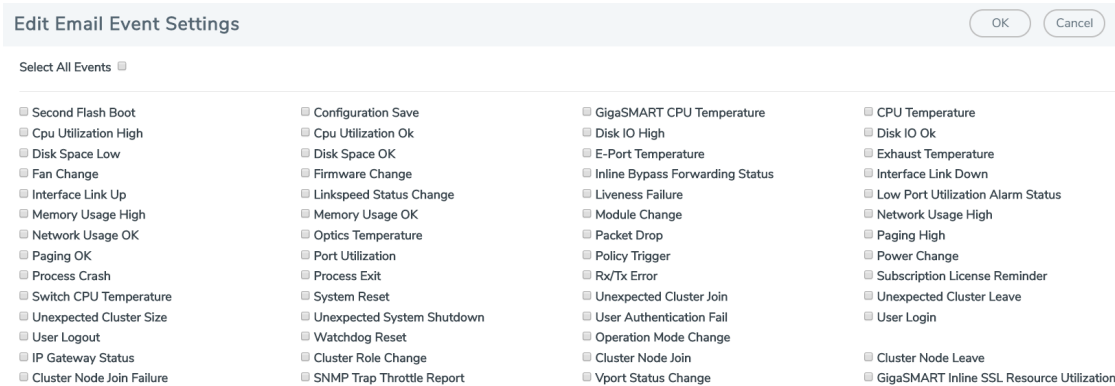 Edit Email Event Settings OK Cancel
Select All Events
Second Flash Boot Configuration Save GigaSMART CPU Temperature CPU Temperature
Cpu Utilization High Cpu Utilization Ok Disk IO High Disk IO Ok
Disk Space Low Disk Space OK E-Port Temperature Exhaust Temperature
Fan Change Firmware Change Inline Bypass Forwarding Status Interface Link Down
Interface Link Up Linkspeed Status Change Liveness Failure Low Port Utilization Alarm Status
Memory Usage High Memory Usage OK Module Change Network Usage High
Network Usage OK Optics Temperature Packet Drop Paging High
Paging OK Port Utilization Policy Trigger Power Change
Process Crash Process Exit Rx/Tx Error Subscription License Reminder
Switch CPU Temperature System Reset Unexpected Cluster Join Unexpected Cluster Leave
Unexpected Cluster Size Unexpected System Shutdown User Authentication Fail User Login
User Logout Watchdog Reset Operation Mode Change
IP Gateway Status Cluster Role Change Cluster Node Join Cluster Node Leave
Cluster Node Join Failure SNMP Trap Throttle Report Vport Status Change GigaSMART Inline SSL Resource Utilization